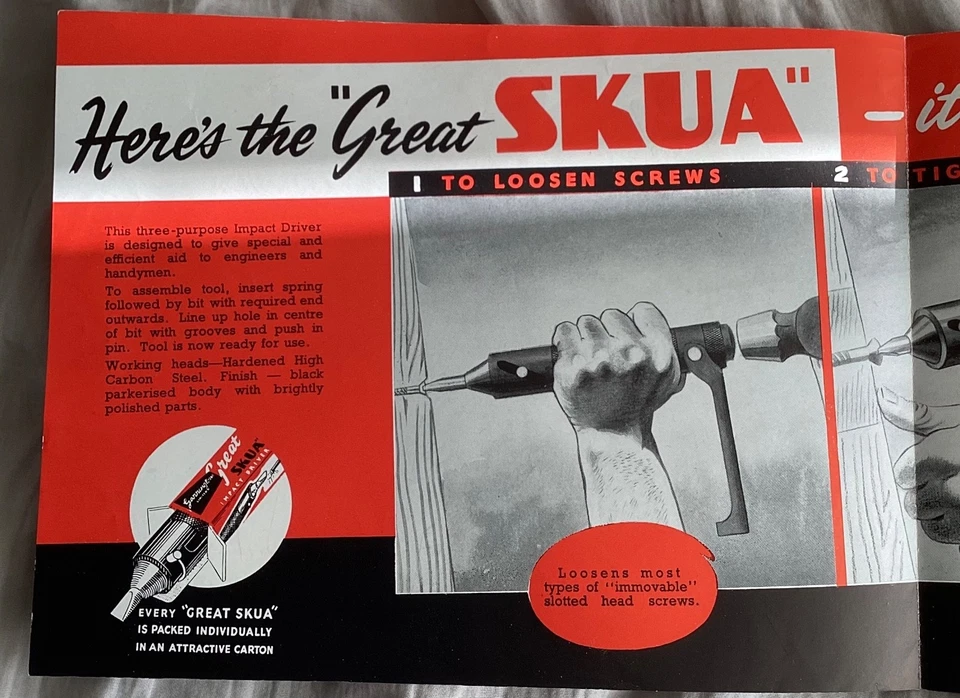 Here's the "Great SKUA" – it
1 TO LOOSEN SCREWS
2 TO TIG
This three-purpose Impact Driver
is designed to give special and
efficient aid to engineers and
handymen.
To assemble tool, insert spring
followed by bit with required end
outwards. Line up hole in centre
of bit with grooves and push in
pin. Tool is now ready for use.
Working heads—Hardened High
Carbon Steel. Finish — black
parkerised body with brightly
polished parts.
Great
SKUA
IMPACT DRIVER
EVERY "GREAT SKUA"
IS PACKED INDIVIDUALLY
IN AN ATTRACTIVE CARTON
Loosens most
types of "immovable"
slotted head screws.